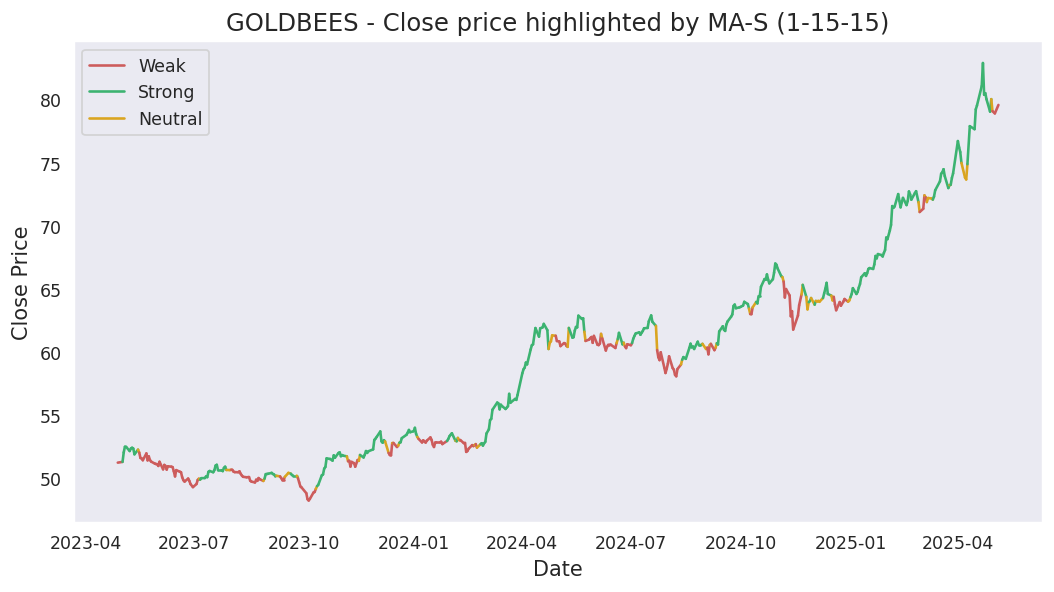 GOLDBEES - Close price highlighted by MA-S (1-15-15)
Weak
Strong
Neutral
Close Price
80
75
70
65
60
55
50
2023-04 2023-07 2023-10 2024-01 2024-04 2024-07 2024-10 2025-01 2025-04
Date